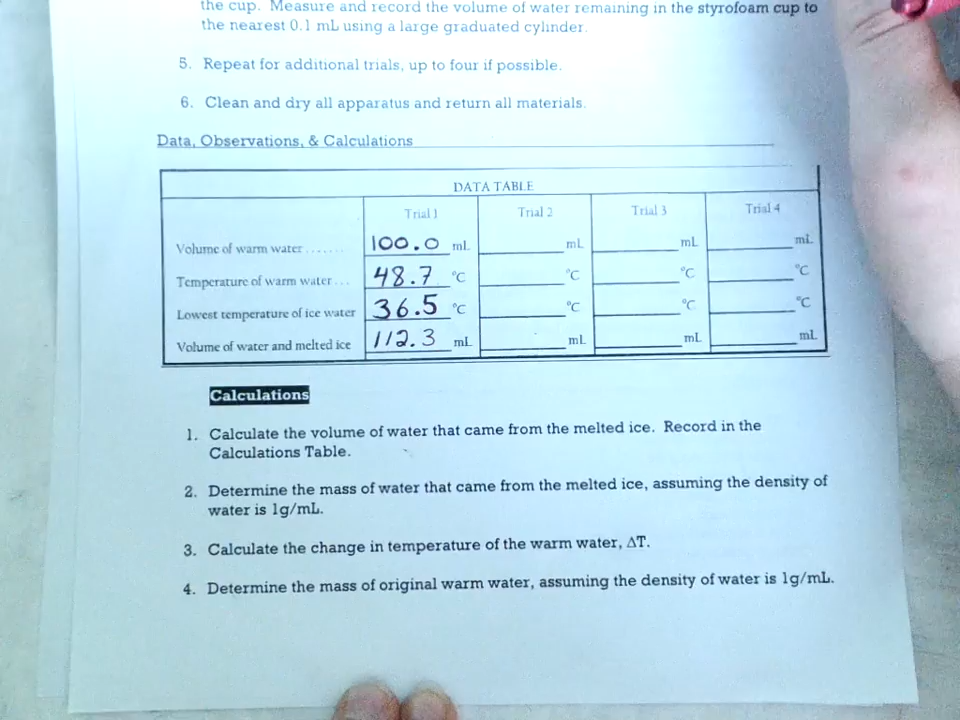 the cup. Measure and record the volume of water remaining in the styrofoam cup to
the nearest 0.1 mL using a large graduated cylinder.
5. Repeat for additional trials, up to four if possible.
6. Clean and dry all apparatus and return all materials.
Data, Observations, & Calculations
DATA TABLE
Trial 1 Trial 2 Trial 3 Trial 4
Volume of warm water ....... 100.0 mL mL mL mL
Temperature of warm water ... 48.7 °C °C °C °C
Lowest temperature of ice water 36.5 °C °C °C °C
Volume of water and melted ice 112.3 mL mL mL mL
Calculations
1. Calculate the volume of water that came from the melted ice. Record in the
Calculations Table.
2. Determine the mass of water that came from the melted ice, assuming the density of
water is 1g/mL.
3. Calculate the change in temperature of the warm water, ΔT.
4. Determine the mass of original warm water, assuming the density of water is 1g/mL.